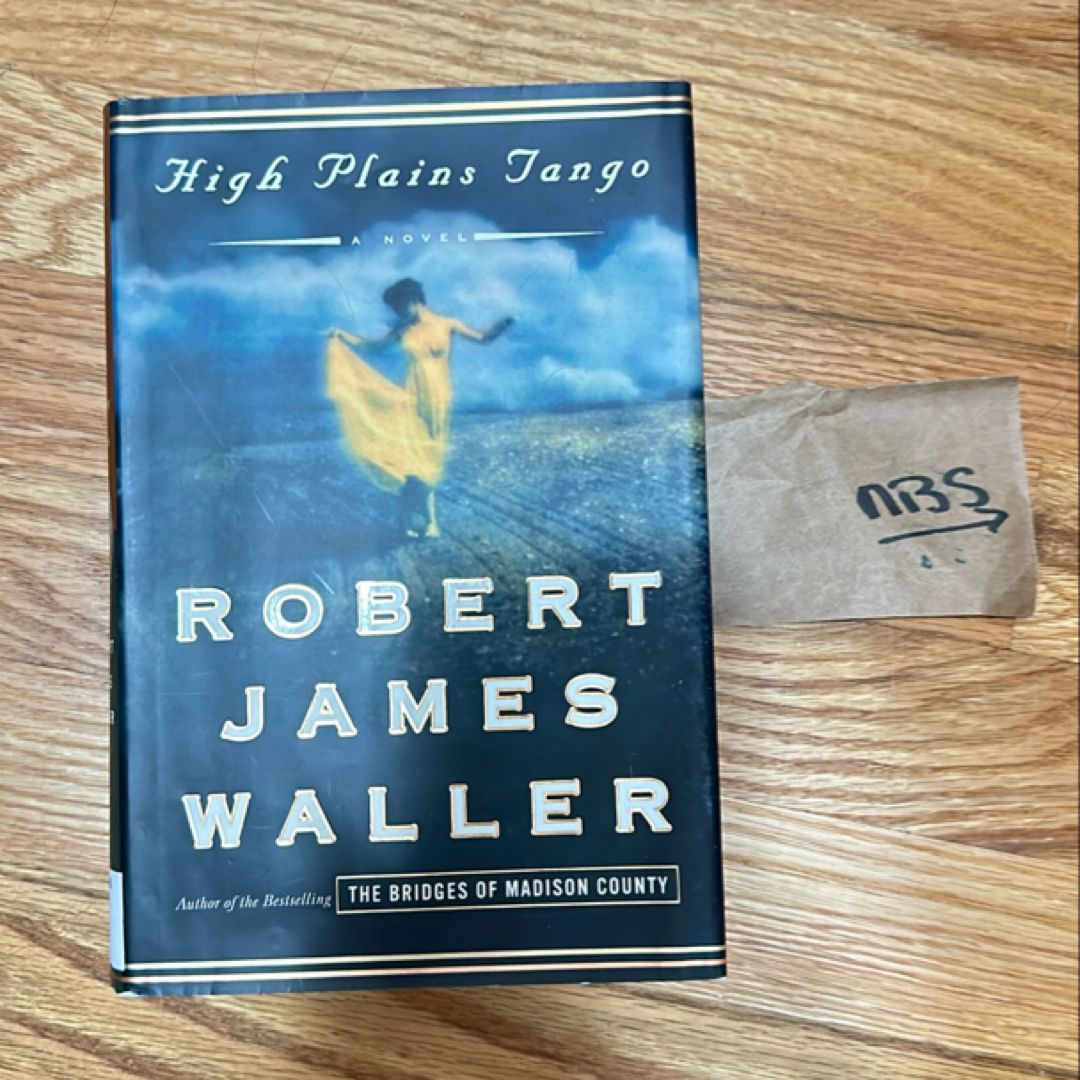 High Plains Tango
A NOVEL
ROBERT
JAMES
WALLER
Author of the Bestselling THE BRIDGES OF MADISON COUNTY
NBS